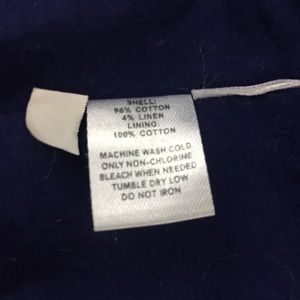 SHELL:
96% COTTON
4% LINEN
LINING:
100% COTTON
MACHINE WASH COLD
ONLY NON-CHLORINE
BLEACH WHEN NEEDED
TUMBLE DRY LOW
DO NOT IRON